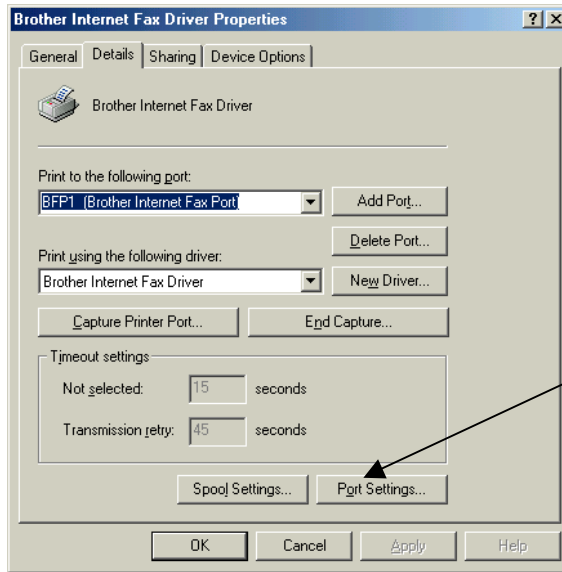 Brother Internet Fax Driver Properties
General Details Sharing Device Options
Brother Internet Fax Driver
Print to the following port:
BFP1 (Brother Internet Fax Port) Add Port...
Delete Port...
Print using the following driver:
Brother Internet Fax Driver New Driver...
Capture Printer Port... End Capture...
Timeout settings
Not selected: 15 seconds
Transmission retry: 45 seconds
Spool Settings... Port Settings...
OK Cancel Apply Help